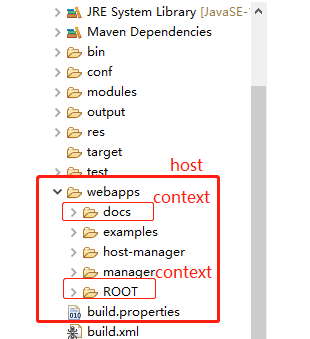 JRE System Library [JavaSE-
Maven Dependencies
bin
conf
modules
output
res
target
test
host
webapps
context
docs
examples
host-manager
manager
context
ROOT
build.properties
build.xml